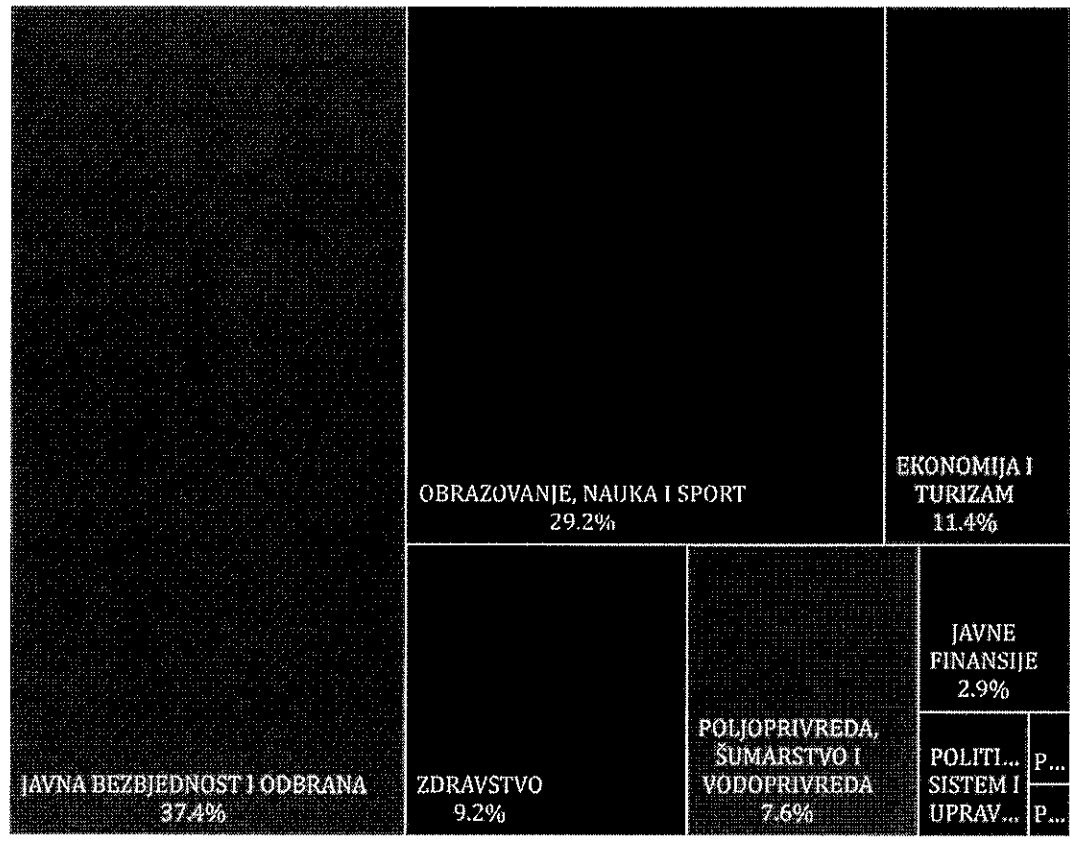 JAVNA BEZBJEDNOST I ODBRANA
37.4%
OBRAZOVANJE, NAUKA I SPORT
29.2%
EKONOMIJA I
TURIZAM
11.4%
ZDRAVSTVO
9.2%
POLJOPRIVREDA,
ŠUMARSTVO I
VODOPRIVREDA
7.6%
JAVNE
FINANSIJE
2.9%
POLITI...
SISTEM I
UPRAV...
P...
P...